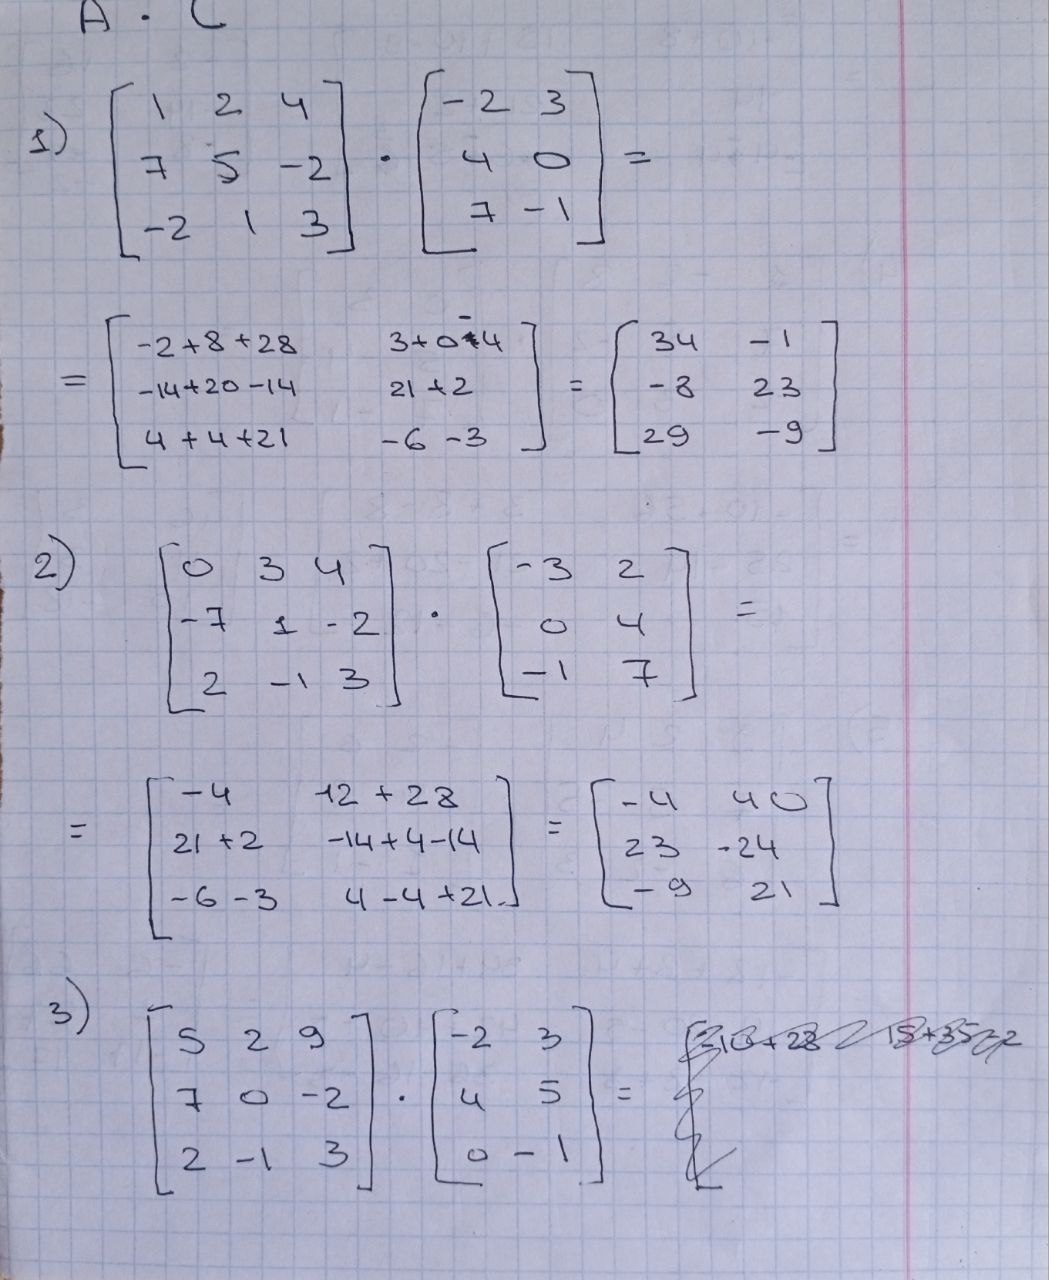 A · C
1) [ 1 2 4 ] · [ -2 3 ] =
[ 7 5 -2 ] [ 4 0 ]
[ -2 1 3 ] [ 7 -1 ]
= [ -2+8+28 3+0-4 ] = [ 34 -1 ]
[ -14+20-14 21+2 ] [ -8 23 ]
[ 4+4+21 -6-3 ] [ 29 -9 ]
2) [ 0 3 4 ] · [ -3 2 ] =
[ -7 1 -2 ] [ 0 4 ]
[ 2 -1 3 ] [ -1 7 ]
= [ -4 12+28 ] = [ -4 40 ]
[ 21+2 -14+4-14 ] [ 23 -24 ]
[ -6-3 4-4+21 ] [ -9 21 ]
3) [ 5 2 9 ] · [ -2 3 ] = [
[ 7 0 -2 ] [ 4 5 ]
[ 2 -1 3 ] [ 0 -1 ]